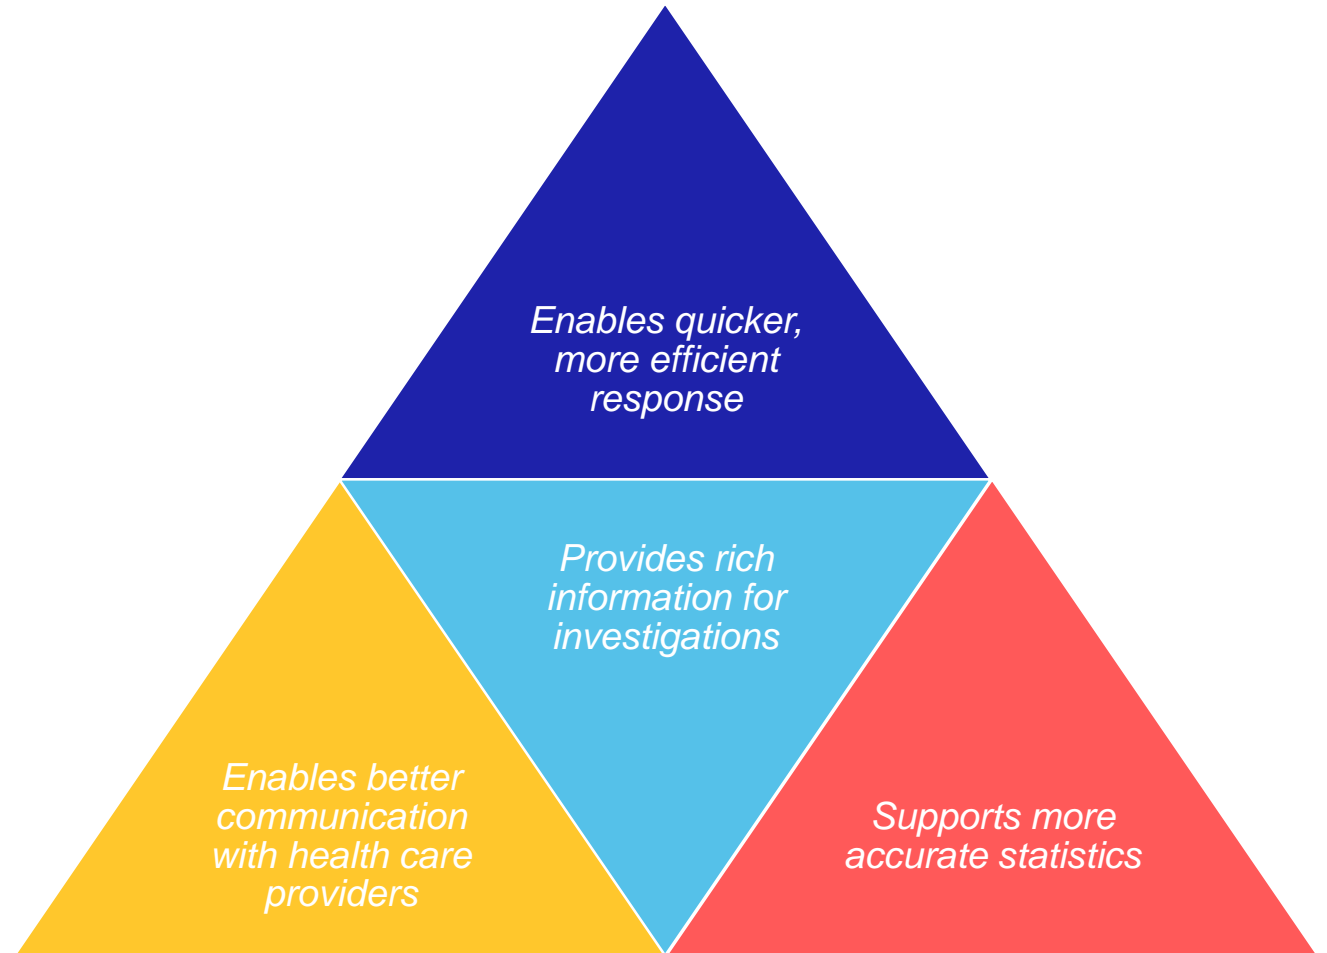 Enables quicker,
more efficient
response
Provides rich
information for
investigations
Enables better
communication
with health care
providers
Supports more
accurate statistics